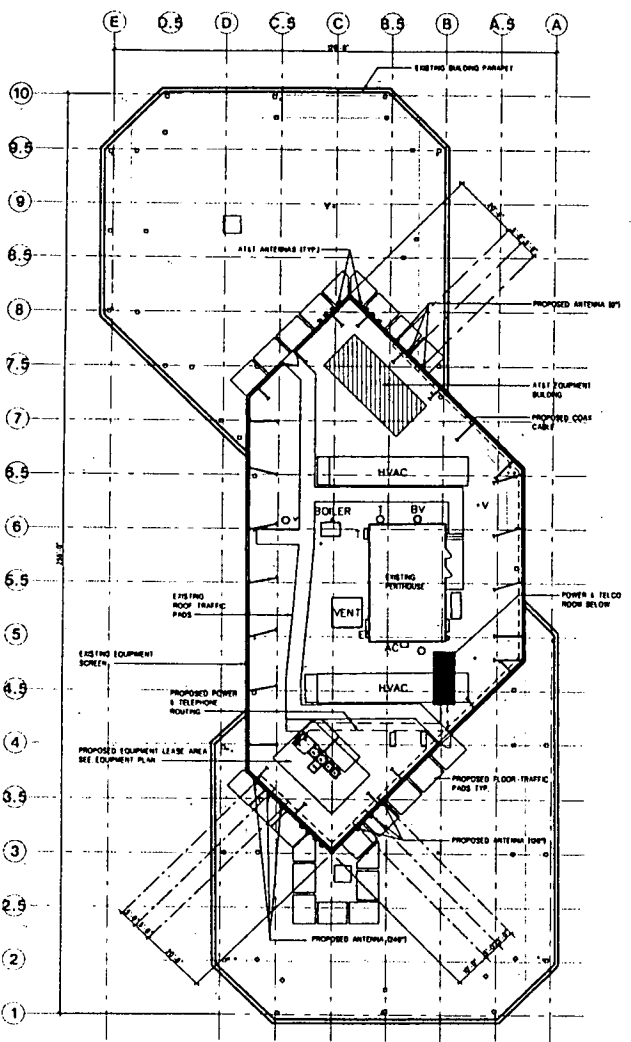 E D.5 D C.5 C B.5 B A.5 A
EXISTING BUILDING PARAPET
10
9.5
9
8.5
8
7.5
7
6.5
6
5.5
5
4.5
4
3.5
3
2.5
2
1
AT&T ANTENNAS (TYP.)
PROPOSED ANTENNA (0°)
AT&T EQUIPMENT
BUILDING
PROPOSED COAX
CABLE
HVAC
BOILER
T
BV
V
Y
T
EXISTING
PENTHOUSE
VENT
AC
HVAC
EXISTING
ROOF TRAFFIC
PADS
POWER & TELCO
ROOM BELOW
EXISTING EQUIPMENT
SCREEN
PROPOSED POWER
& TELEPHONE
ROUTING
PROPOSED EQUIPMENT LEASE AREA
SEE EQUIPMENT PLAN
PROPOSED FLOOR-TRAFFIC
PADS TYP.
PROPOSED ANTENNA (120°)
PROPOSED ANTENNA (240°)